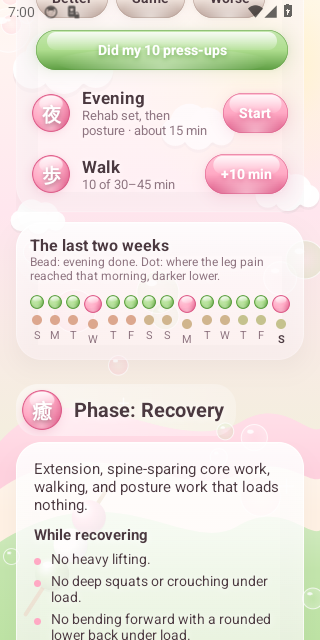 7:00
Better
Same
Worse
Did my 10 press-ups
夜
Evening
Rehab set, then
posture · about 15 min
Start
歩
Walk
10 of 30–45 min
+10 min
The last two weeks
Bead: evening done. Dot: where the leg pain
reached that morning, darker lower.
S M T W T F S S M T W T F S
癒
Phase: Recovery
Extension, spine-sparing core work,
walking, and posture work that loads
nothing.
While recovering
No heavy lifting.
No deep squats or crouching under
load.
No bending forward with a rounded
lower back under load.